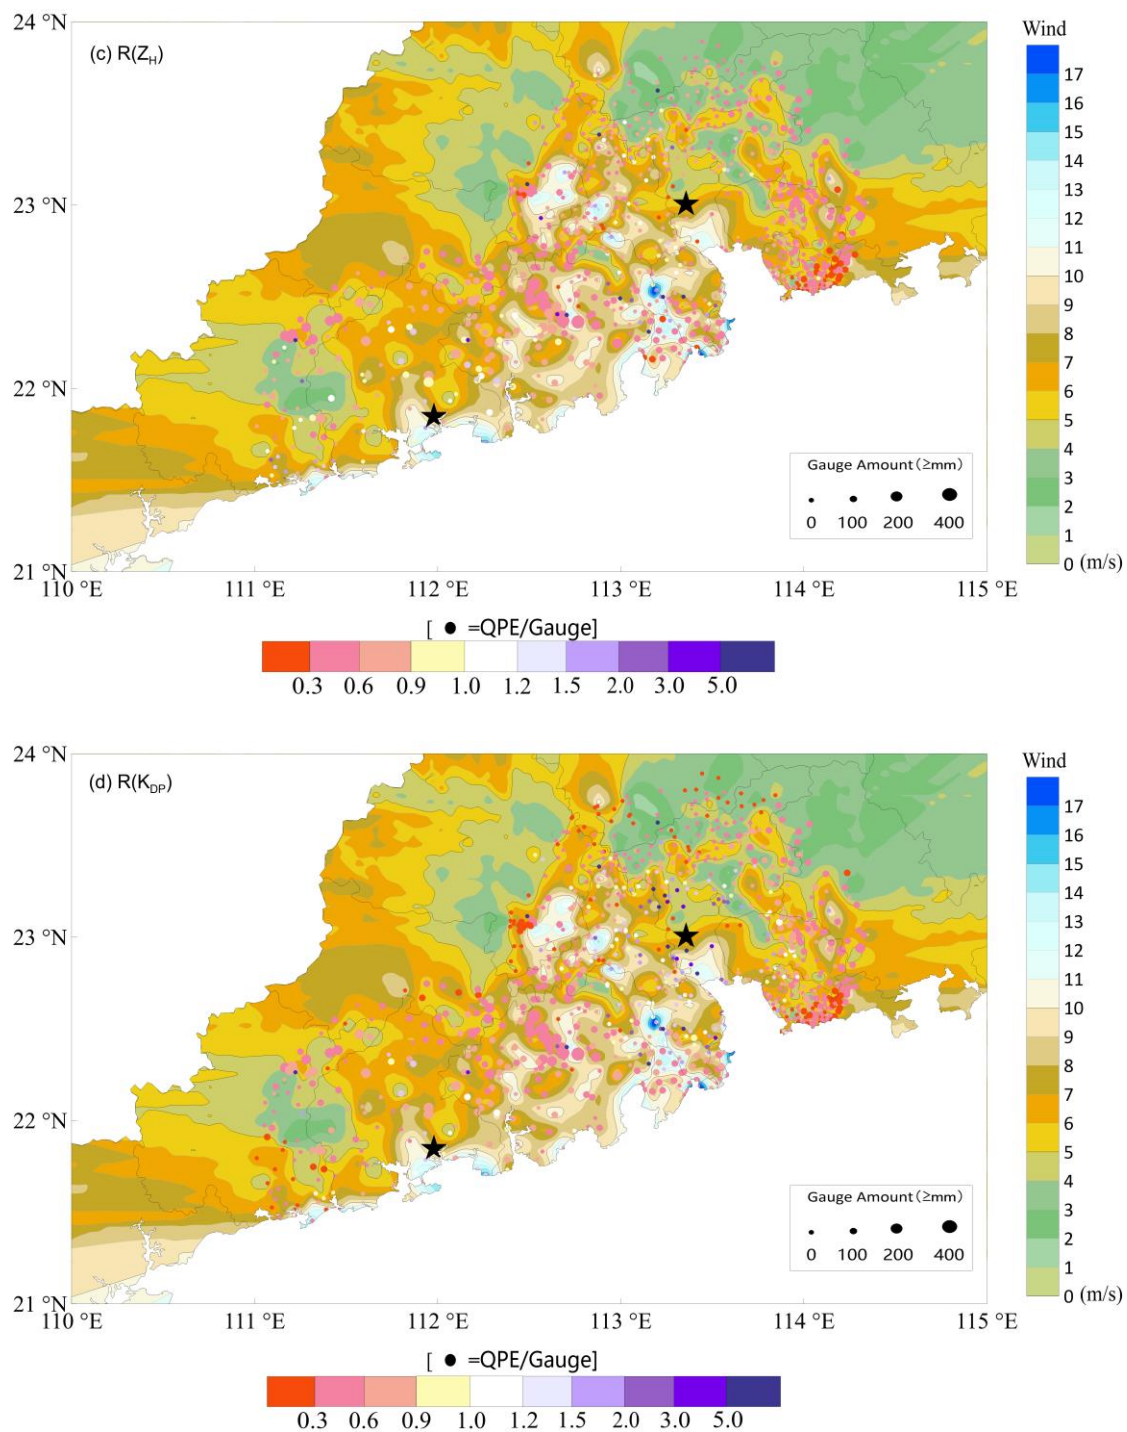 24 °N
(c) R(Z_H)
Wind
17
16
15
14
13
12
11
10
9
8
7
6
5
4
3
2
1
0 (m/s)
23 °N
22 °N
21 °N
Gauge Amount(≥mm)
0 100 200 400
110 °E 111 °E 112 °E 113 °E 114 °E 115 °E
[ ● =QPE/Gauge]
0.3 0.6 0.9 1.0 1.2 1.5 2.0 3.0 5.0
24 °N
(d) R(K_DP)
Wind
17
16
15
14
13
12
11
10
9
8
7
6
5
4
3
2
1
0 (m/s)
23 °N
22 °N
21 °N
Gauge Amount(≥mm)
0 100 200 400
110 °E 111 °E 112 °E 113 °E 114 °E 115 °E
[ ● =QPE/Gauge]
0.3 0.6 0.9 1.0 1.2 1.5 2.0 3.0 5.0